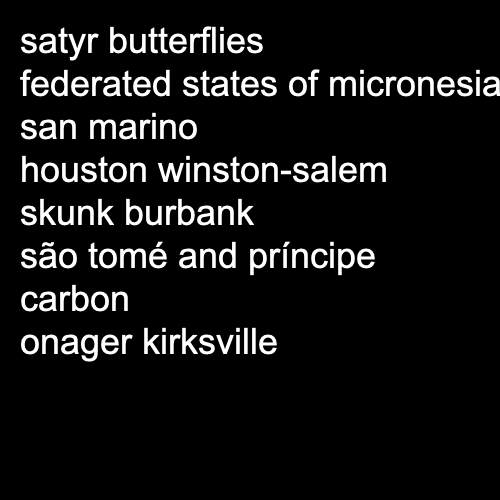 satyr butterflies
federated states of micronesia
san marino
houston winston-salem
skunk burbank
são tomé and príncipe
carbon
onager kirksville